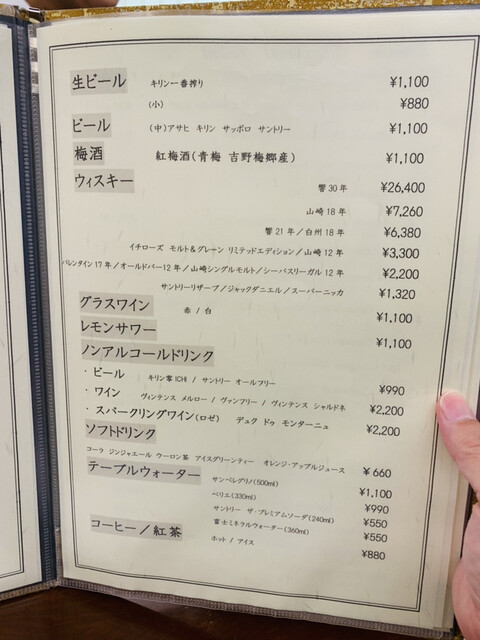 生ビール キリン一番搾り ¥1,100
(小) ¥880
ビール (中)アサヒ キリン サッポロ サントリー ¥1,100
梅酒 紅梅酒(青梅 吉野梅郷産) ¥1,100
ウィスキー 響30年 ¥26,400
山崎18年 ¥7,260
響21年/白州18年 ¥6,380
イチローズ モルト&グレーン リミテッドエディション/山崎12年 ¥3,300
バレンタイン17年/オールドパー12年/山崎シングルモルト/シーバスリーガル12年 ¥2,200
サントリーリザーブ/ジャックダニエル/スーパーニッカ ¥1,320
グラスワイン 赤/白 ¥1,100
レモンサワー ¥1,100
ノンアルコールドリンク
・ビール キリン零ICHI / サントリー オールフリー ¥990
・ワイン ヴィンテンス メルロー / ヴァンフリー / ヴィンテンス シャルドネ ¥2,200
・スパークリングワイン(ロゼ) デュク ドゥ モンターニュ ¥2,200
ソフトドリンク
コーラ ジンジャエール ウーロン茶 アイスグリーンティー オレンジ・アップルジュース ¥660
テーブルウォーター サンペレグリノ(500ml) ¥1,100
ペリエ(330ml) ¥990
サントリー ザ・プレミアムソーダ(240ml) ¥550
富士ミネラルウォーター(360ml) ¥550
コーヒー/紅茶 ホット / アイス ¥880